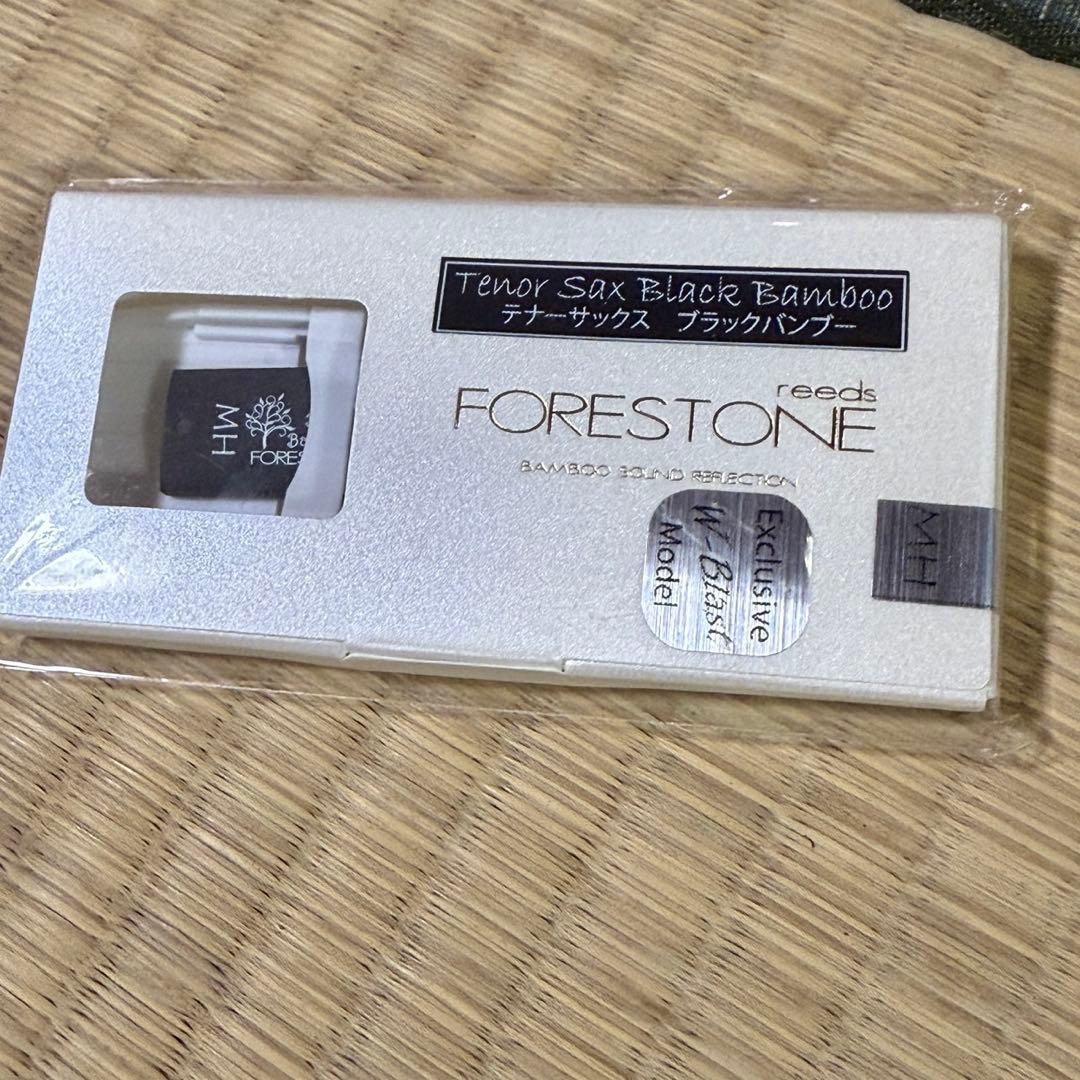 Tenor Sax Black Bamboo
テナーサックス ブラックバンブー
reeds
FORESTONE
BAMBOO SOUND REFLECTION
Exclusive
W-Blast
Model
MH
MH
FORES